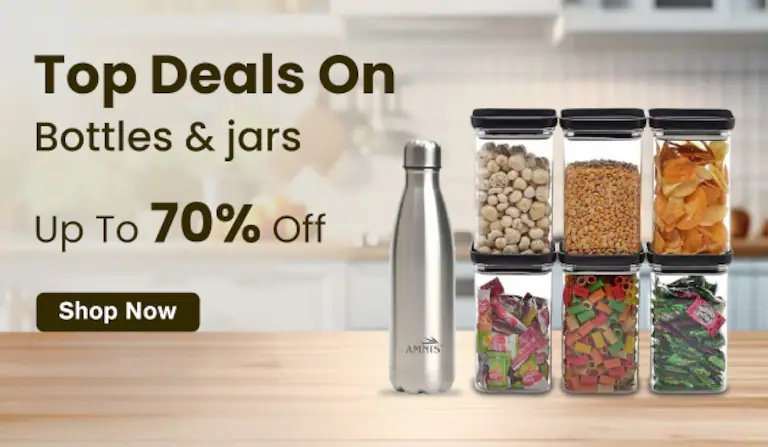 Top Deals On
Bottles & jars
Up To 70% Off
Shop Now
AMNIS